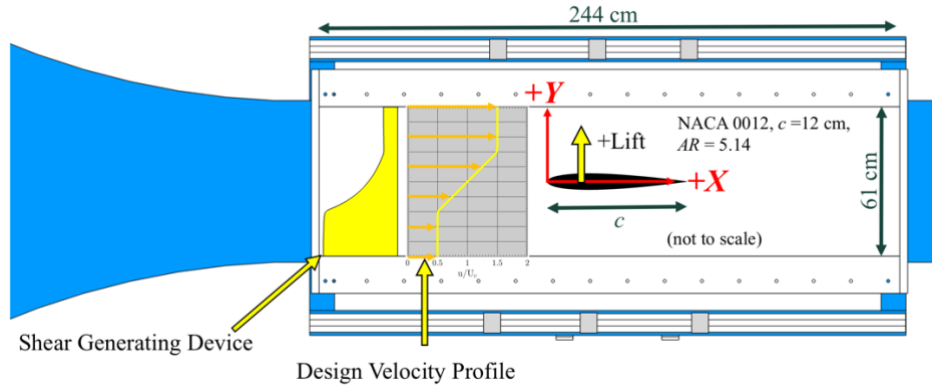 244 cm
+Y
+Lift
NACA 0012, c =12 cm,
AR = 5.14
+X
c
(not to scale)
61 cm
0 0.5 1 1.5 2
u/U₀
Shear Generating Device
Design Velocity Profile